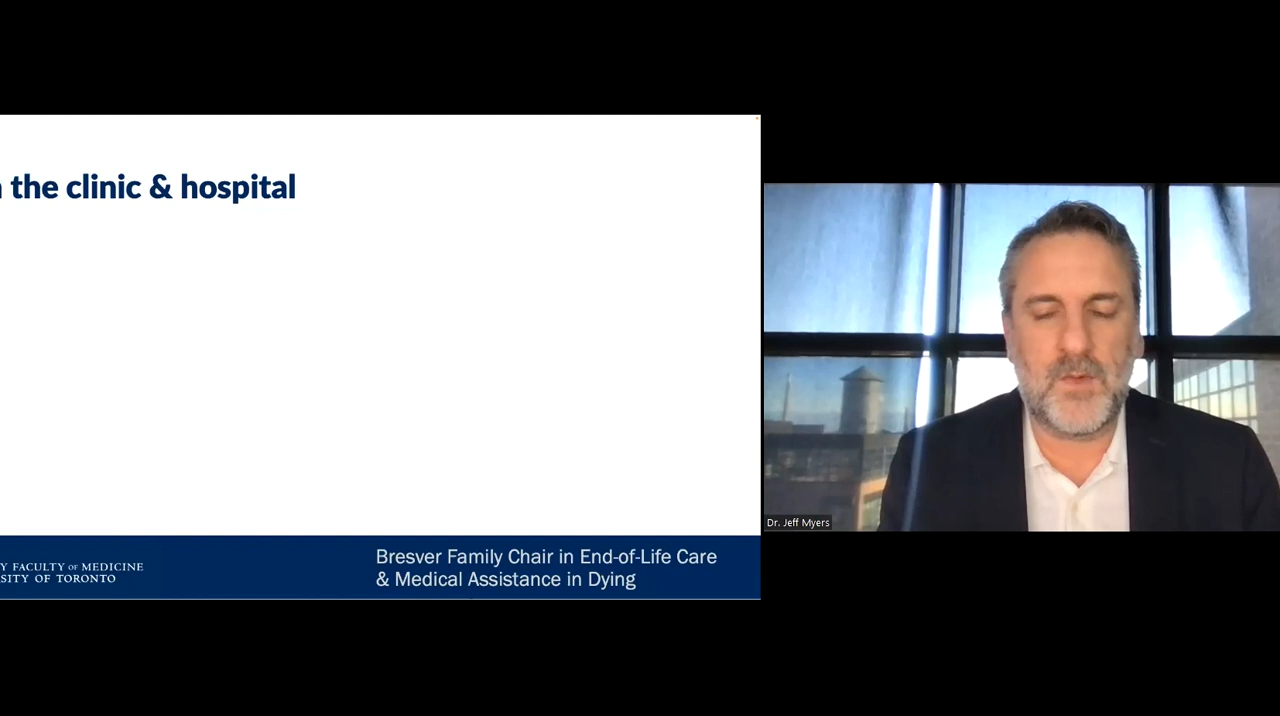 the clinic & hospital
Y FACULTY OF MEDICINE
SITY OF TORONTO
Bresver Family Chair in End-of-Life Care
& Medical Assistance in Dying
Dr. Jeff Myers